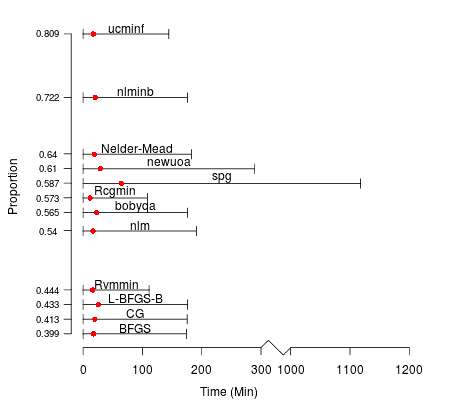 ucminf
0.809
nlminb
0.722
Nelder-Mead
0.64
newuoa
0.61
spg
0.587
Rcgmin
0.573
bobyqa
0.565
nlm
0.54
Rvmmin
0.444
L-BFGS-B
0.433
CG
0.413
BFGS
0.399
Proportion
0 100 200 300 1000 1100 1200
Time (Min)